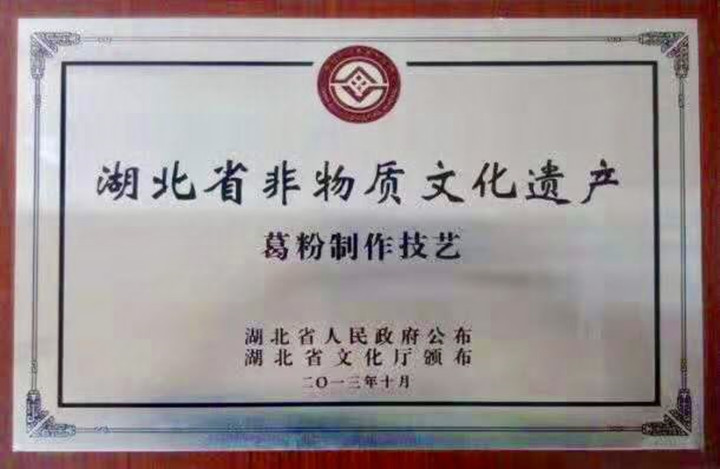 湖北省非物质文化遗产
葛粉制作技艺
湖北省人民政府公布
湖北省文化厅颁布
二〇一三年十月